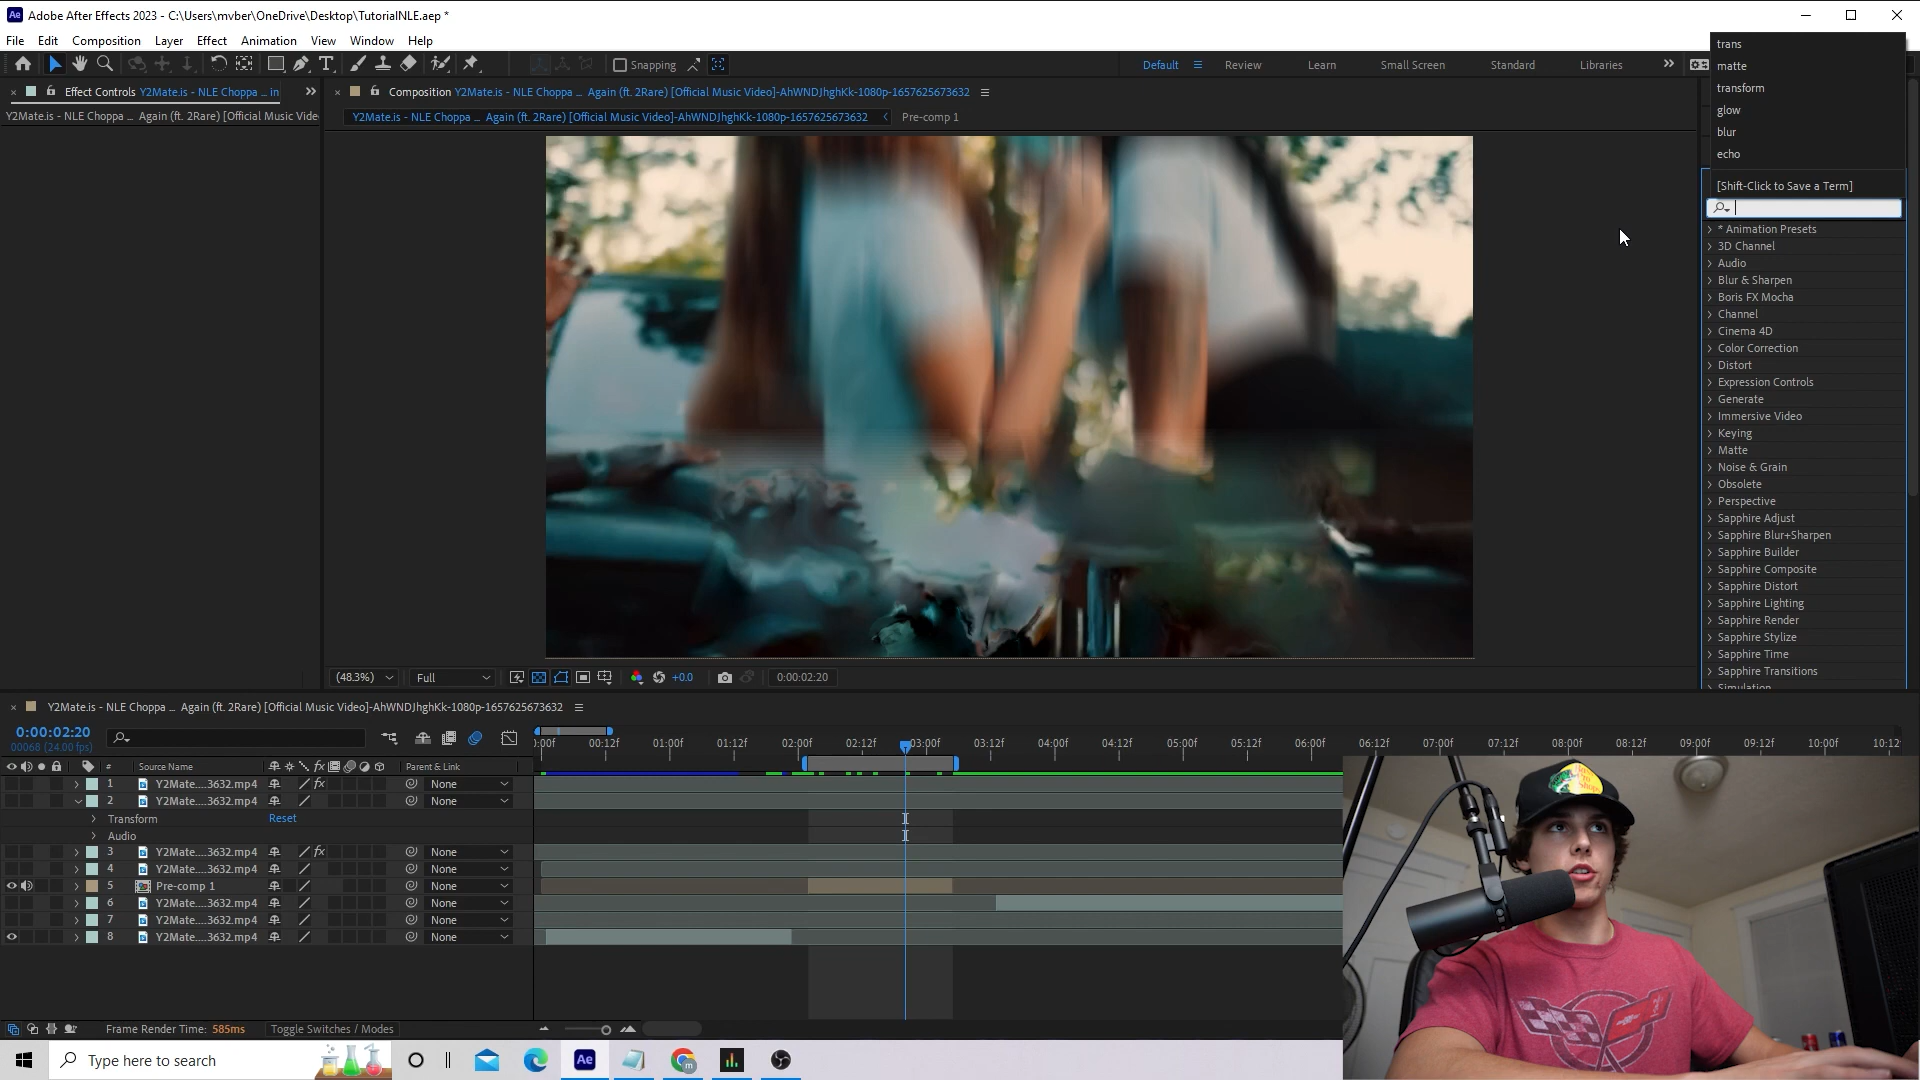 Adobe After Effects 2023 - C:\Users\mvber\OneDrive\Desktop\TutorialNLE.aep *
File Edit Composition Layer Effect Animation View Window Help
Snapping
Default Review Learn Small Screen Standard Libraries
trans
matte
transform
glow
blur
echo
[Shift-Click to Save a Term]
Effect Controls Y2Mate.is - NLE Choppa ... in
Y2Mate.is - NLE Choppa ... Again (ft. 2Rare) [Official Music Vide
Composition Y2Mate.is - NLE Choppa ... Again (ft. 2Rare) [Official Music Video]-AhWNDJhghKk-1080p-1657625673632
Y2Mate.is - NLE Choppa ... Again (ft. 2Rare) [Official Music Video]-AhWNDJhghKk-1080p-1657625673632 Pre-comp 1
* Animation Presets
3D Channel
Audio
Blur & Sharpen
Boris FX Mocha
Channel
Cinema 4D
Color Correction
Distort
Expression Controls
Generate
Immersive Video
Keying
Matte
Noise & Grain
Obsolete
Perspective
Sapphire Adjust
Sapphire Blur+Sharpen
Sapphire Builder
Sapphire Composite
Sapphire Distort
Sapphire Lighting
Sapphire Render
Sapphire Stylize
Sapphire Time
Sapphire Transitions
Simulation
(48.3%) Full +0.0 0:00:02:20
Y2Mate.is - NLE Choppa ... Again (ft. 2Rare) [Official Music Video]-AhWNDJhghKk-1080p-1657625673632
0:00:02:20
00068 (24.00 fps)
):00f 00:12f 01:00f 01:12f 02:00f 02:12f 03:00f 03:12f 04:00f 04:12f 05:00f 05:12f 06:00f 06:12f 07:00f 07:12f 08:00f 08:12f 09:00f 09:12f 10:00f 10:12f
# Source Name fx Parent & Link
1 Y2Mate....3632.mp4 fx None
2 Y2Mate....3632.mp4 None
Transform Reset
Audio
3 Y2Mate....3632.mp4 fx None
4 Y2Mate....3632.mp4 None
5 Pre-comp 1 None
6 Y2Mate....3632.mp4 None
7 Y2Mate....3632.mp4 None
8 Y2Mate....3632.mp4 None
Frame Render Time: 585ms Toggle Switches / Modes
Type here to search
Ae